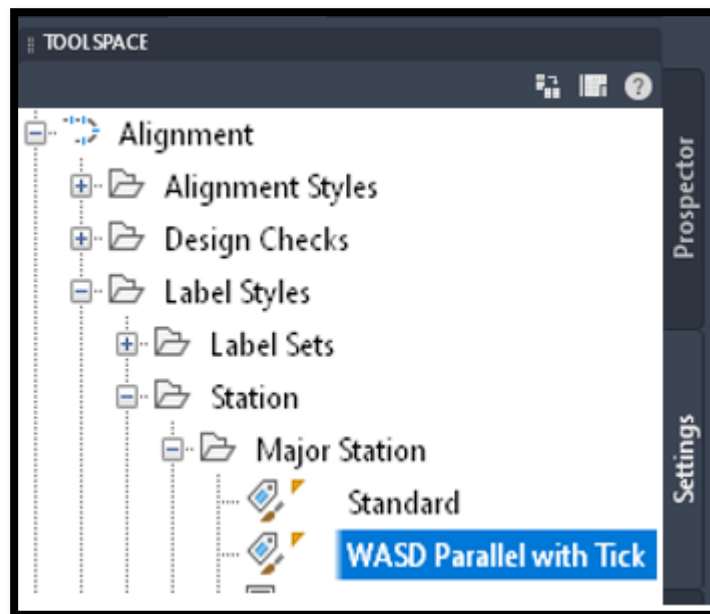 TOOLSPACE
Alignment
Alignment Styles
Design Checks
Label Styles
Label Sets
Station
Major Station
Standard
WASD Parallel with Tick
Prospector
Settings